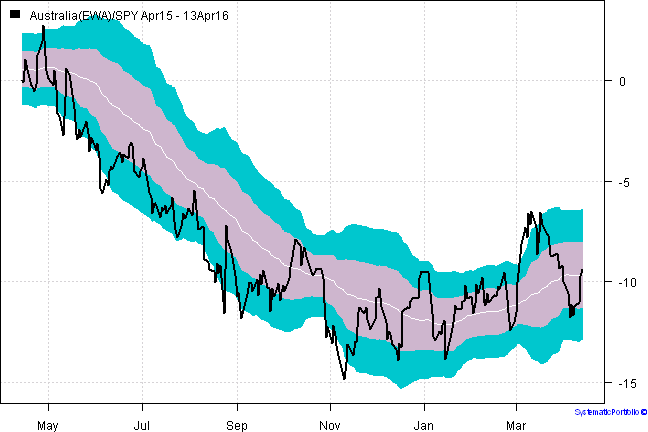 Australia(EWA)/SPY Apr15 - 13Apr16
0
-5
-10
-15
May Jul Sep Nov Jan Mar
SystematicPortfolio ©